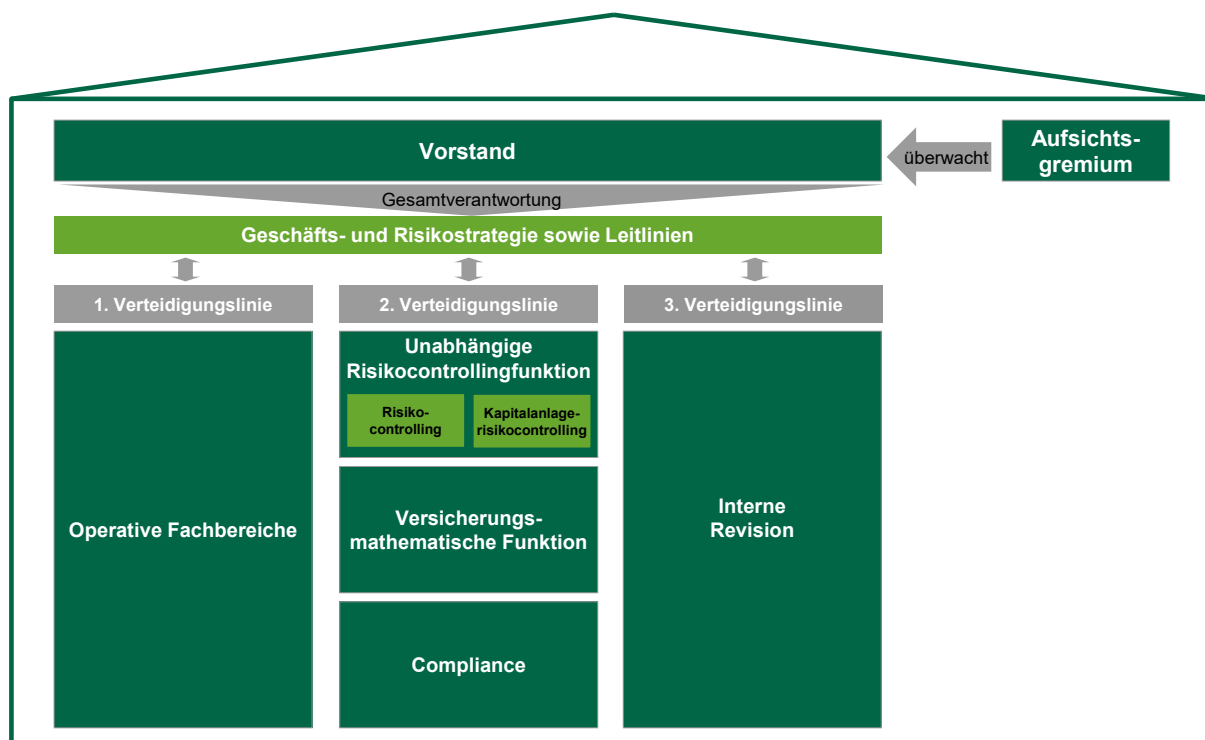 Vorstand
überwacht
Aufsichts-
gremium
Gesamtverantwortung
Geschäfts- und Risikostrategie sowie Leitlinien
1. Verteidigungslinie
2. Verteidigungslinie
3. Verteidigungslinie
Operative Fachbereiche
Unabhängige
Risikocontrollingfunktion
Risiko-
controlling
Kapitalanlage-
risikocontrolling
Versicherungs-
mathematische Funktion
Compliance
Interne
Revision